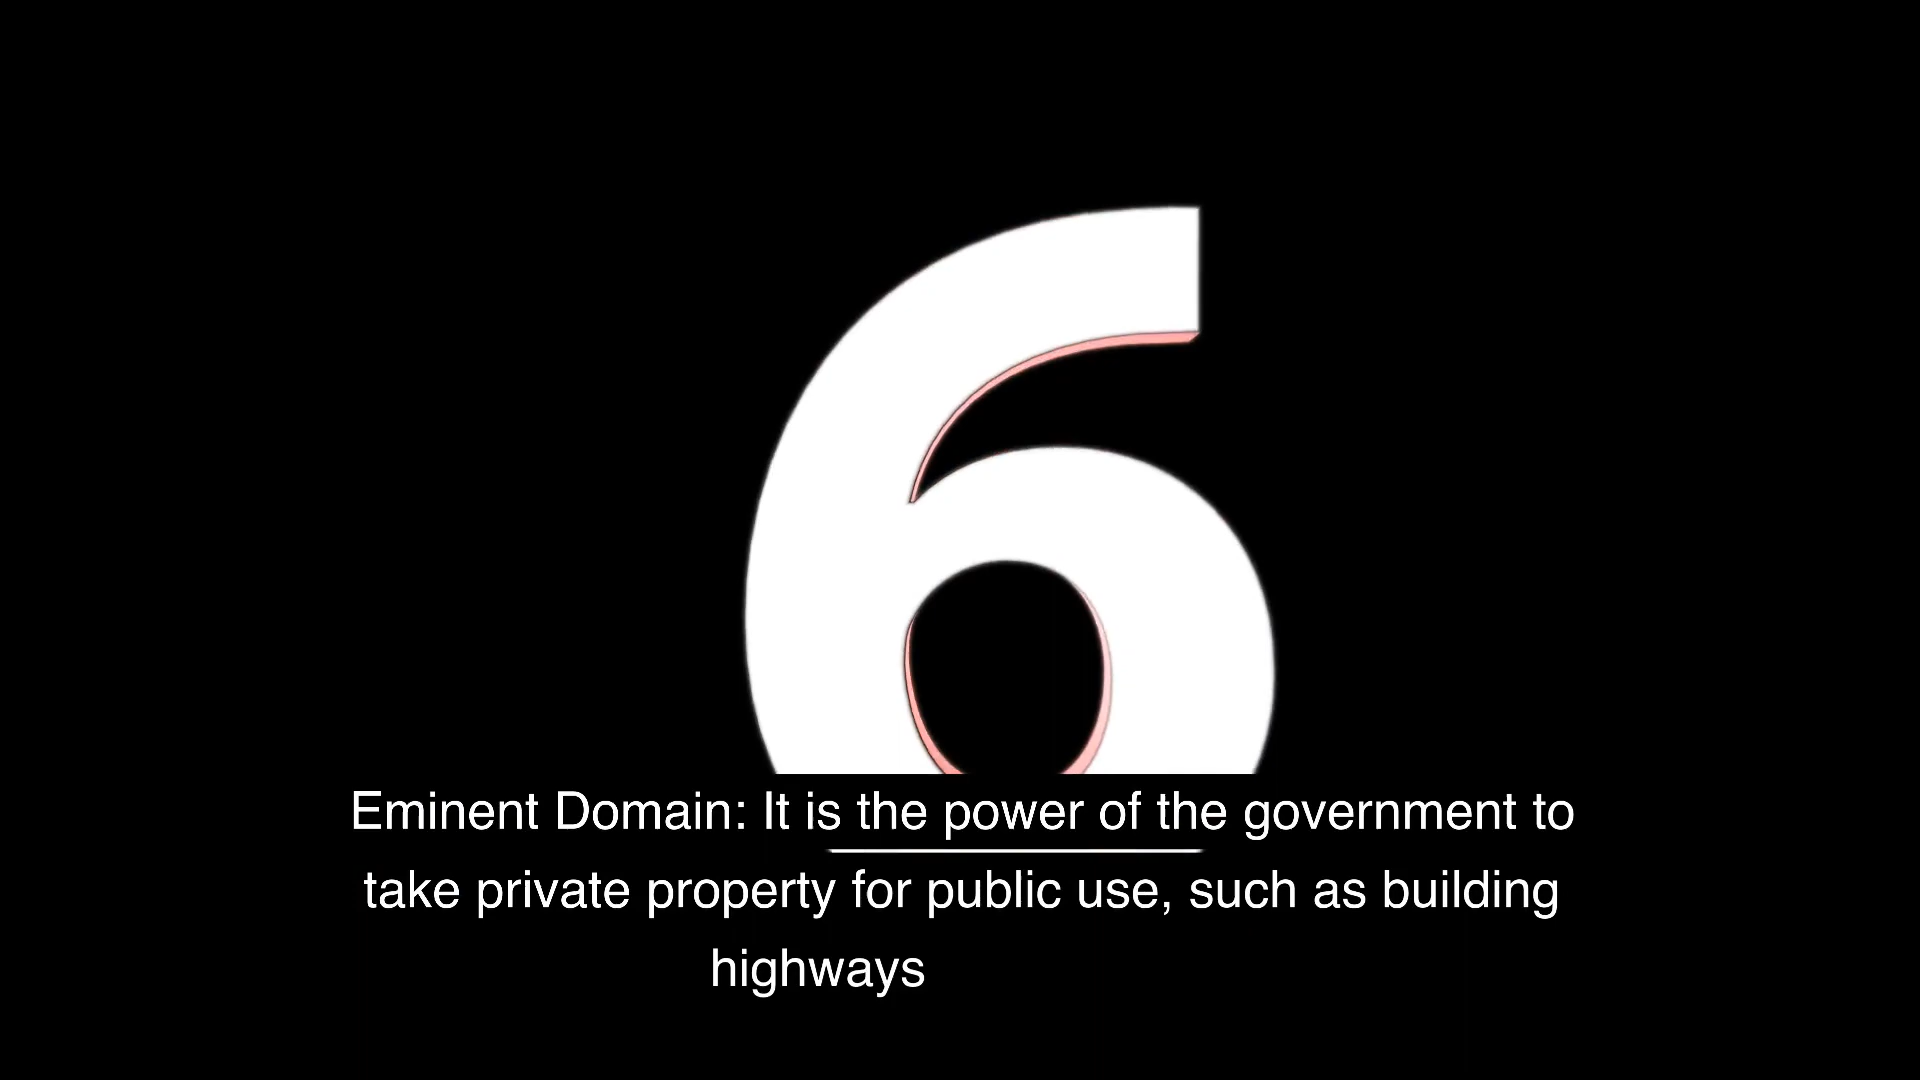 6
Eminent Domain: It is the power of the government to
take private property for public use, such as building
highways